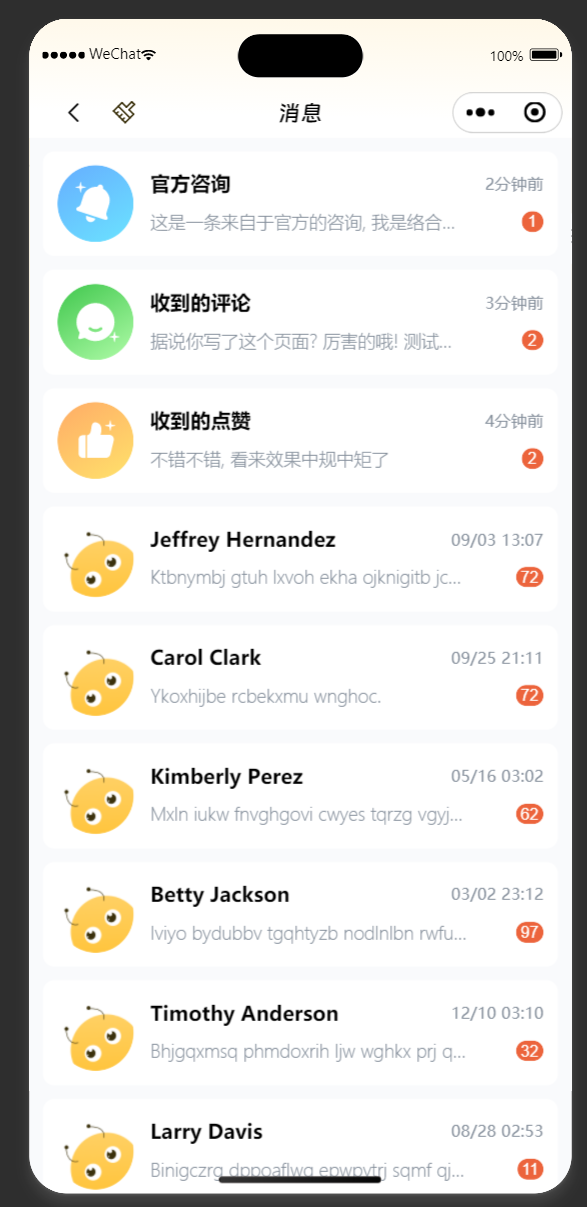 WeChat 100%
消息
官方咨询 2分钟前
这是一条来自于官方的咨询, 我是络合... 1
收到的评论 3分钟前
据说你写了这个页面? 厉害的哦! 测试... 2
收到的点赞 4分钟前
不错不错, 看来效果中规中矩了 2
Jeffrey Hernandez 09/03 13:07
Ktbnymbj gtuh lxvoh ekha ojknigitb jc... 72
Carol Clark 09/25 21:11
Ykoxhijbe rcbekxmu wnghoc. 72
Kimberly Perez 05/16 03:02
Mxln iukw fnvghgovi cwyes tqrzg vgyj... 62
Betty Jackson 03/02 23:12
Iviyo bydubbv tgqhtyzb nodlnlbn rwfu... 97
Timothy Anderson 12/10 03:10
Bhjgqxmsq phmdoxrih ljw wghkx prj q... 32
Larry Davis 08/28 02:53
Binigczrg dppoaflwq epwpytrj sqmf qj... 11